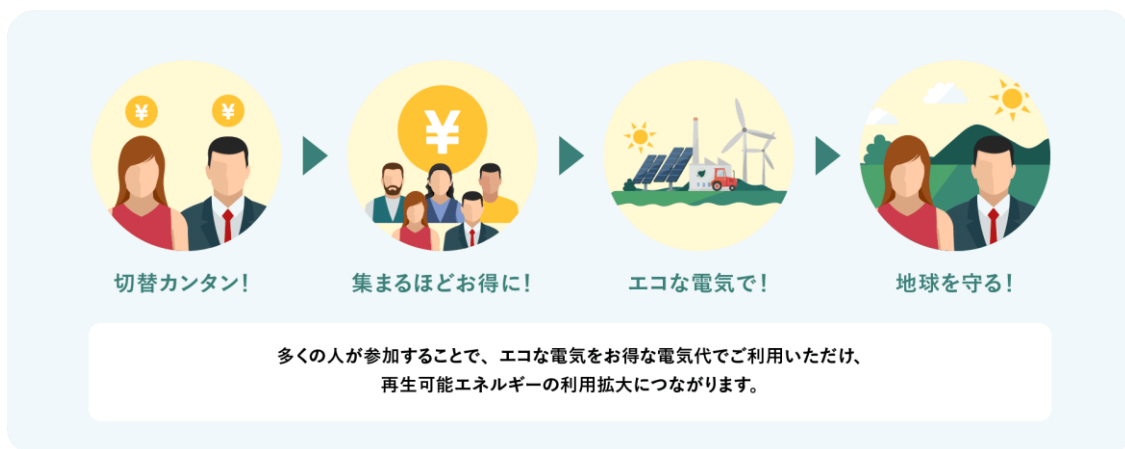 ¥
¥
¥
切替カンタン！
集まるほどお得に！
エコな電気で！
地球を守る！
多くの人が参加することで、エコな電気をお得な電気代でご利用いただけ、
再生可能エネルギーの利用拡大につながります。